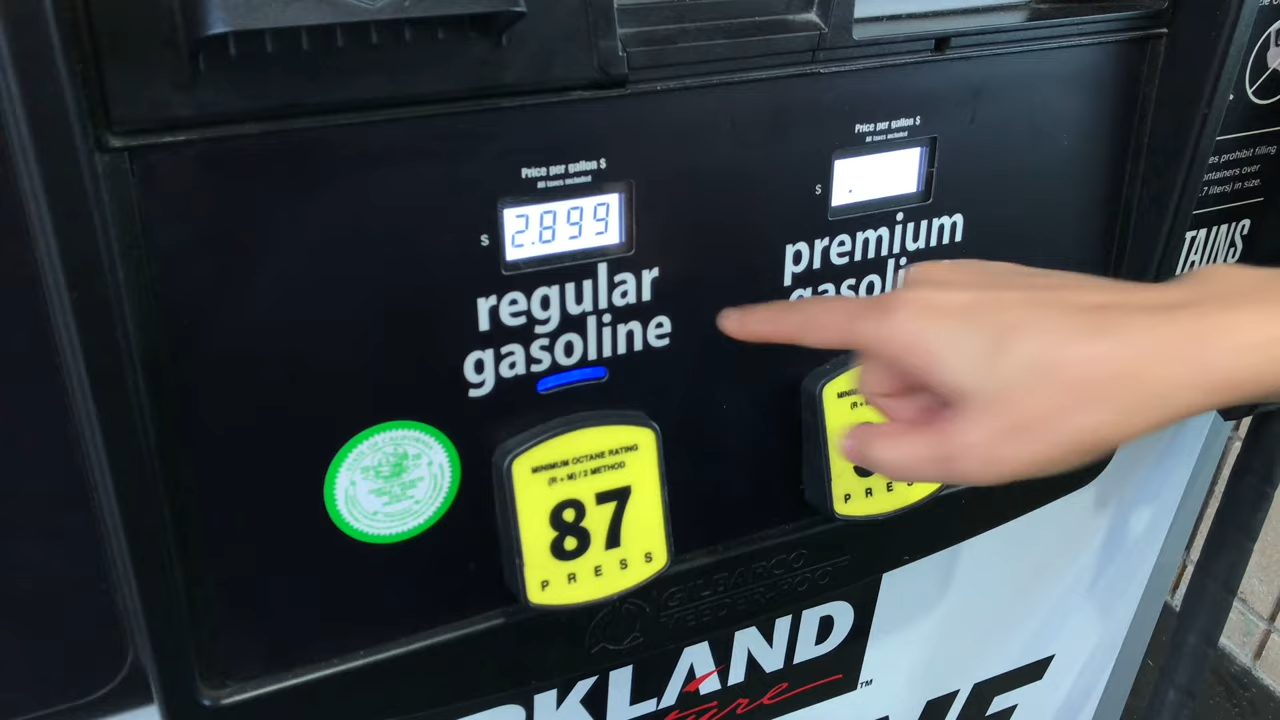 Price per gallon $
All taxes included
$ 2.899
regular
gasoline
MINIMUM OCTANE RATING
(R + M) / 2 METHOD
87
PRESS
Price per gallon $
All taxes included
$ .
premium
PRES
GILBARCO
VEEDER-ROOT
RKLAND
ture™
es prohibit filling
ontainers over
.7 liters) in size.
TAINS